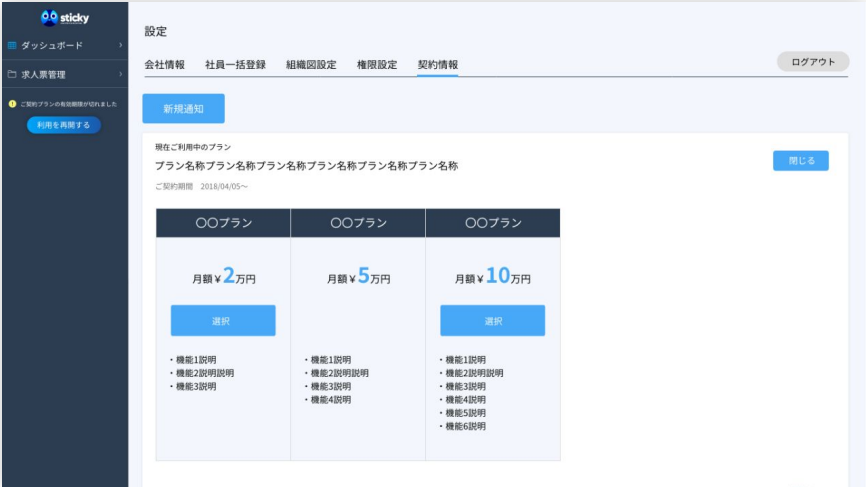 sticky
設定
ダッシュボード
会社情報 社員一括登録 組織図設定 権限設定 契約情報
ログアウト
求人票管理
ご契約プランの有効期限が切れました
利用を再開する
新規通知
現在ご利用中のプラン
プラン名称プラン名称プラン名称プラン名称プラン名称プラン名称
閉じる
ご契約期間 2018/04/05〜
〇〇プラン
月額¥2万円
選択
・機能1説明
・機能2説明説明
・機能3説明
〇〇プラン
月額¥5万円
・機能1説明
・機能2説明説明
・機能3説明
・機能4説明
〇〇プラン
月額¥10万円
選択
・機能1説明
・機能2説明説明
・機能3説明
・機能4説明
・機能5説明
・機能6説明